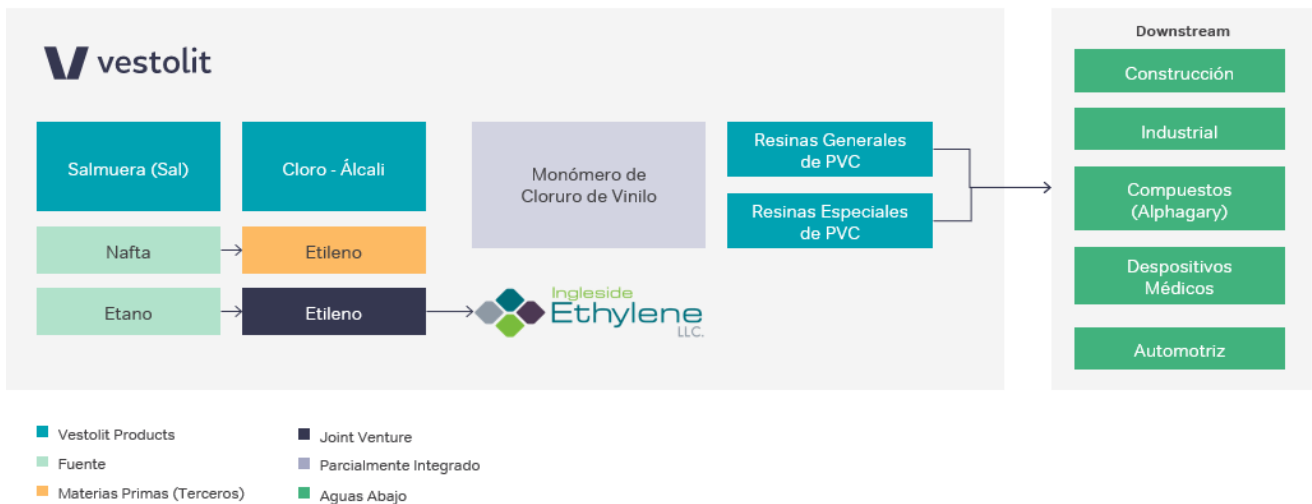 vestolit
Salmuera (Sal)
Cloro - Álcali
Monómero de
Cloruro de Vinilo
Resinas Generales
de PVC
Resinas Especiales
de PVC
Nafta
Etileno
Etano
Etileno
Ingleside
Ethylene
LLC.
Downstream
Construcción
Industrial
Compuestos
(Alphagary)
Despositivos
Médicos
Automotriz
Vestolit Products
Fuente
Materias Primas (Terceros)
Joint Venture
Parcialmente Integrado
Aguas Abajo